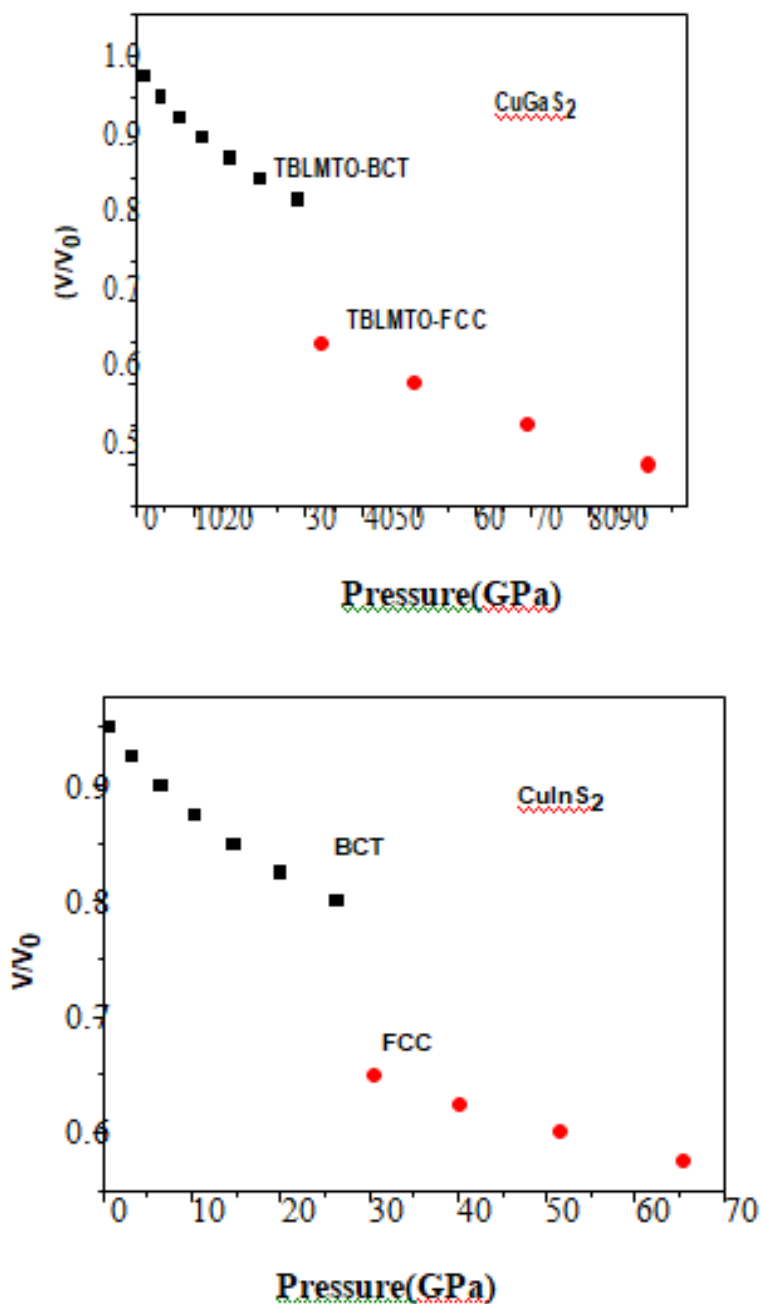 1.0
CuGaS2
0.9
TBLMTO-BCT
0.8
(V/V0)
0.7
TBLMTO-FCC
0.6
0.5
0 1020 30 4050 60 70 8090
Pressure(GPa)
0.9
CuInS2
BCT
0.8
V/V0
0.7
FCC
0.6
0 10 20 30 40 50 60 70
Pressure(GPa)